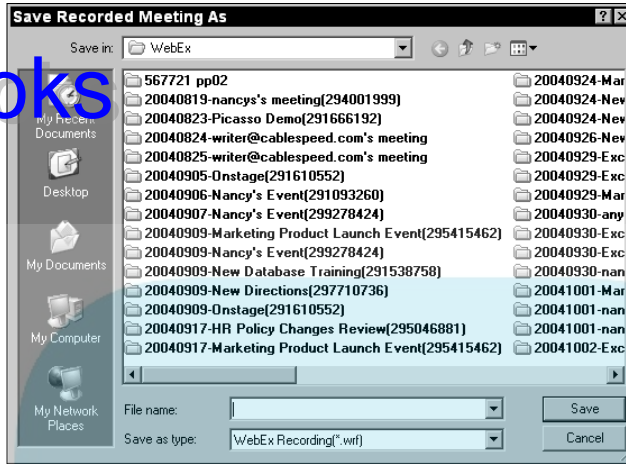 Save Recorded Meeting As
Save in: WebEx
oks
My Recent Documents
Desktop
My Documents
My Computer
My Network Places
567721 pp02
20040819-nancys's meeting(294001999)
20040823-Picasso Demo(291666192)
20040824-writer@cablespeed.com's meeting
20040825-writer@cablespeed.com's meeting
20040905-Onstage(291610552)
20040906-Nancy's Event(291093260)
20040907-Nancy's Event(299278424)
20040909-Marketing Product Launch Event(295415462)
20040909-Nancy's Event(299278424)
20040909-New Database Training(291538758)
20040909-New Directions(297710736)
20040909-Onstage(291610552)
20040917-HR Policy Changes Review(295046881)
20040917-Marketing Product Launch Event(295415462)
20040924-Mar
20040924-New
20040924-New
20040926-New
20040929-Exc
20040929-Exc
20040929-Mar
20040930-any
20040930-Exc
20040930-Exc
20040930-nan
20041001-Mar
20041001-nan
20041001-nan
20041002-Exc
File name:
Save
Save as type: WebEx Recording(*.wrf)
Cancel